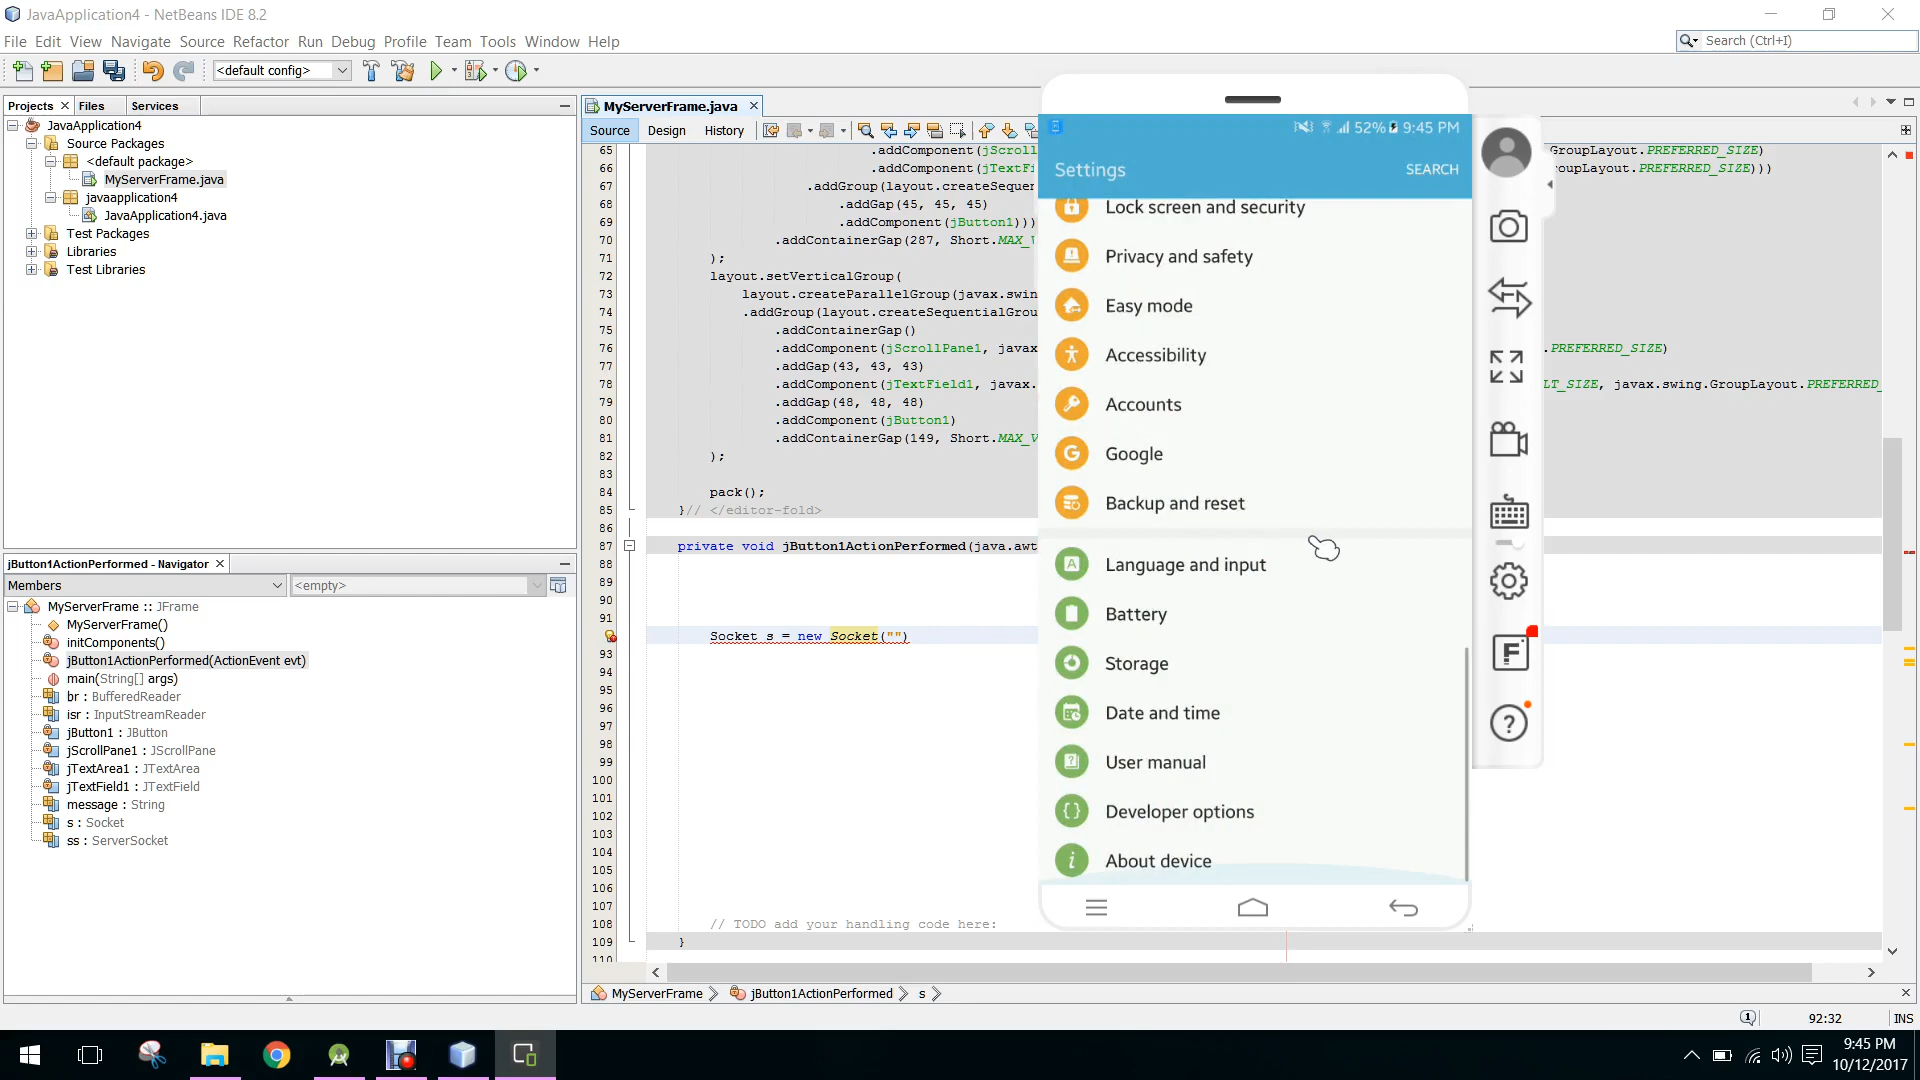 JavaApplication4 - NetBeans IDE 8.2
File Edit View Navigate Source Refactor Run Debug Profile Team Tools Window Help
Search (Ctrl+I)
<default config>
Projects Files Services
JavaApplication4
Source Packages
<default package>
MyServerFrame.java
javaapplication4
JavaApplication4.java
Test Packages
Libraries
Test Libraries
jButton1ActionPerformed - Navigator
Members
<empty>
MyServerFrame :: JFrame
MyServerFrame()
initComponents()
jButton1ActionPerformed(ActionEvent evt)
main(String[] args)
br : BufferedReader
isr : InputStreamReader
jButton1 : JButton
jScrollPane1 : JScrollPane
jTextArea1 : JTextArea
jTextField1 : JTextField
message : String
s : Socket
ss : ServerSocket
MyServerFrame.java
Source Design History
65 .addComponent(jScrol GroupLayout.PREFERRED_SIZE)
66 .addComponent(jTextFi oupLayout.PREFERRED_SIZE)))
67 .addGroup(layout.createSequen
68 .addGap(45, 45, 45)
69 .addComponent(jButton1)))
70 .addContainerGap(287, Short.MAX_V
71 );
72 layout.setVerticalGroup(
73 layout.createParallelGroup(javax.swing
74 .addGroup(layout.createSequentialGrou
75 .addContainerGap()
76 .addComponent(jScrollPane1, javax .PREFERRED_SIZE)
77 .addGap(43, 43, 43)
78 .addComponent(jTextField1, javax. LT_SIZE, javax.swing.GroupLayout.PREFERRED_
79 .addGap(48, 48, 48)
80 .addComponent(jButton1)
81 .addContainerGap(149, Short.MAX_V
82 );
83
84 pack();
85 }// </editor-fold>
86
87 private void jButton1ActionPerformed(java.awt
88
89
90
91
Socket s = new Socket("")
93
94
95
96
97
98
99
100
101
102
103
104
105
106
107
108 // TODO add your handling code here:
109 }
110
MyServerFrame jButton1ActionPerformed s
92:32 INS
52% 9:45 PM
Settings SEARCH
Lock screen and security
Privacy and safety
Easy mode
Accessibility
Accounts
Google
Backup and reset
Language and input
Battery
Storage
Date and time
User manual
Developer options
About device
9:45 PM
10/12/2017